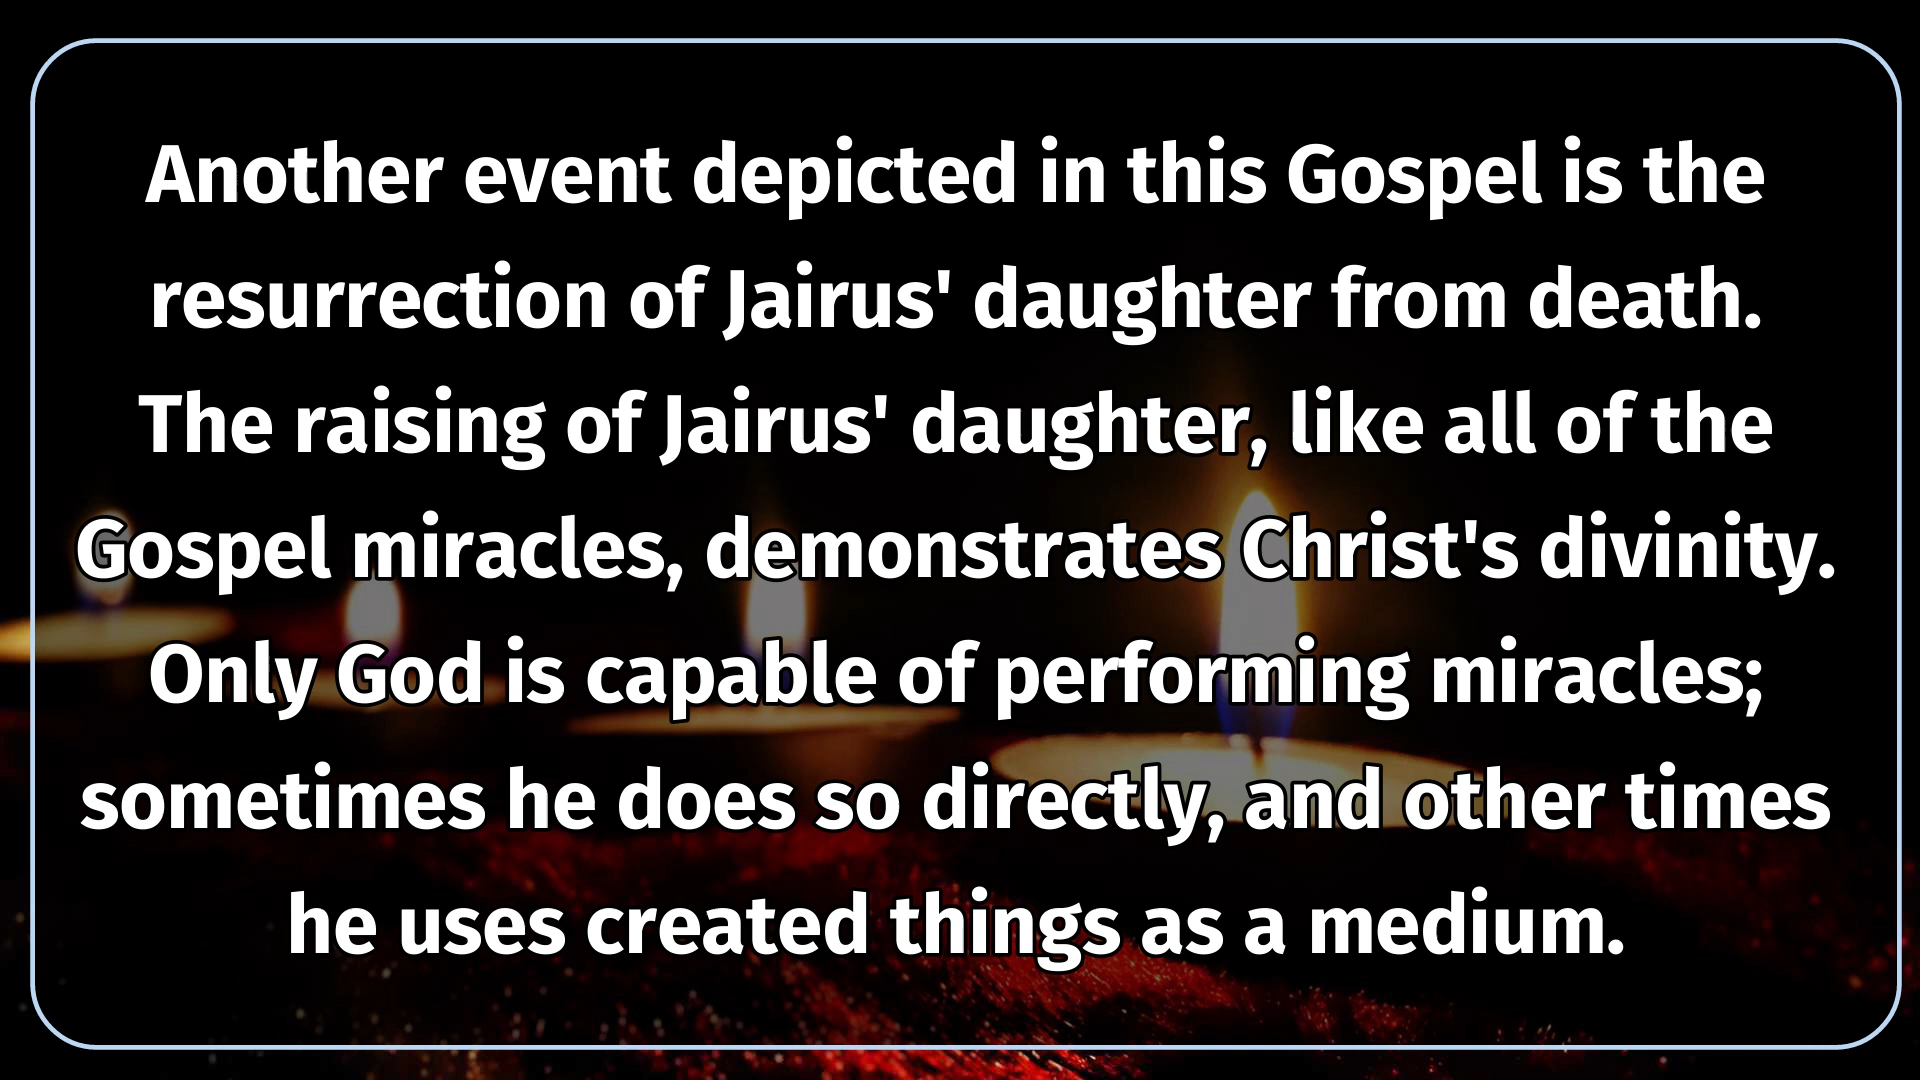 Another event depicted in this Gospel is the
resurrection of Jairus' daughter from death.
The raising of Jairus' daughter, like all of the
Gospel miracles, demonstrates Christ's divinity.
Only God is capable of performing miracles;
sometimes he does so directly, and other times
he uses created things as a medium.